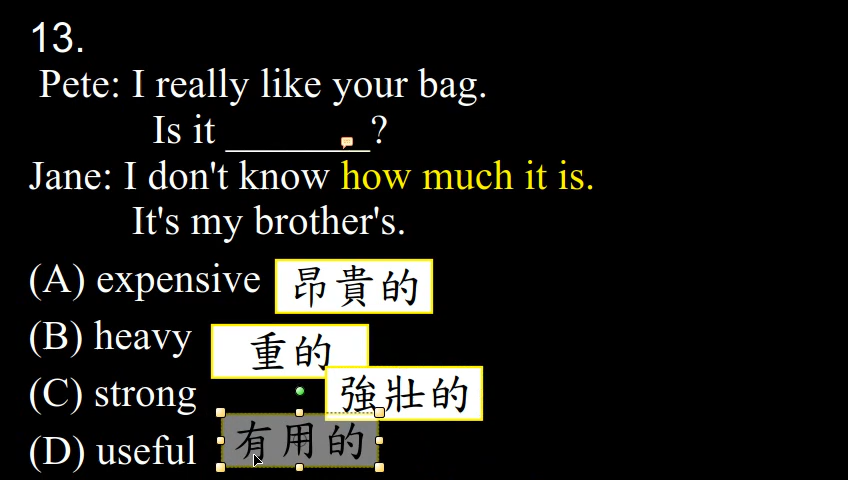 13.
Pete: I really like your bag.
Is it _______?
Jane: I don't know how much it is.
It's my brother's.
(A) expensive 昂貴的
(B) heavy 重的
(C) strong 強壯的
(D) useful 有用的